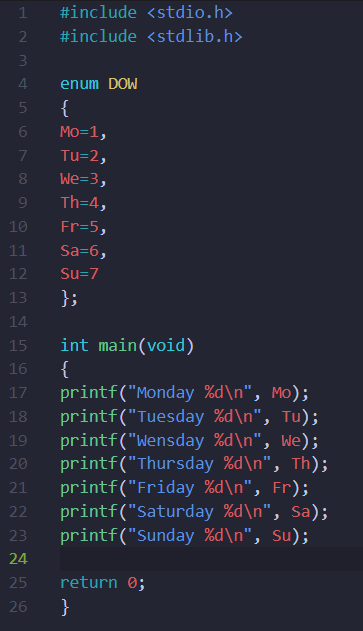 1 #include <stdio.h>
2 #include <stdlib.h>
3
4 enum DOW
5 {
6 Mo=1,
7 Tu=2,
8 We=3,
9 Th=4,
10 Fr=5,
11 Sa=6,
12 Su=7
13 };
14
15 int main(void)
16 {
17 printf("Monday %d\n", Mo);
18 printf("Tuesday %d\n", Tu);
19 printf("Wensday %d\n", We);
20 printf("Thursday %d\n", Th);
21 printf("Friday %d\n", Fr);
22 printf("Saturday %d\n", Sa);
23 printf("Sunday %d\n", Su);
24
25 return 0;
26 }